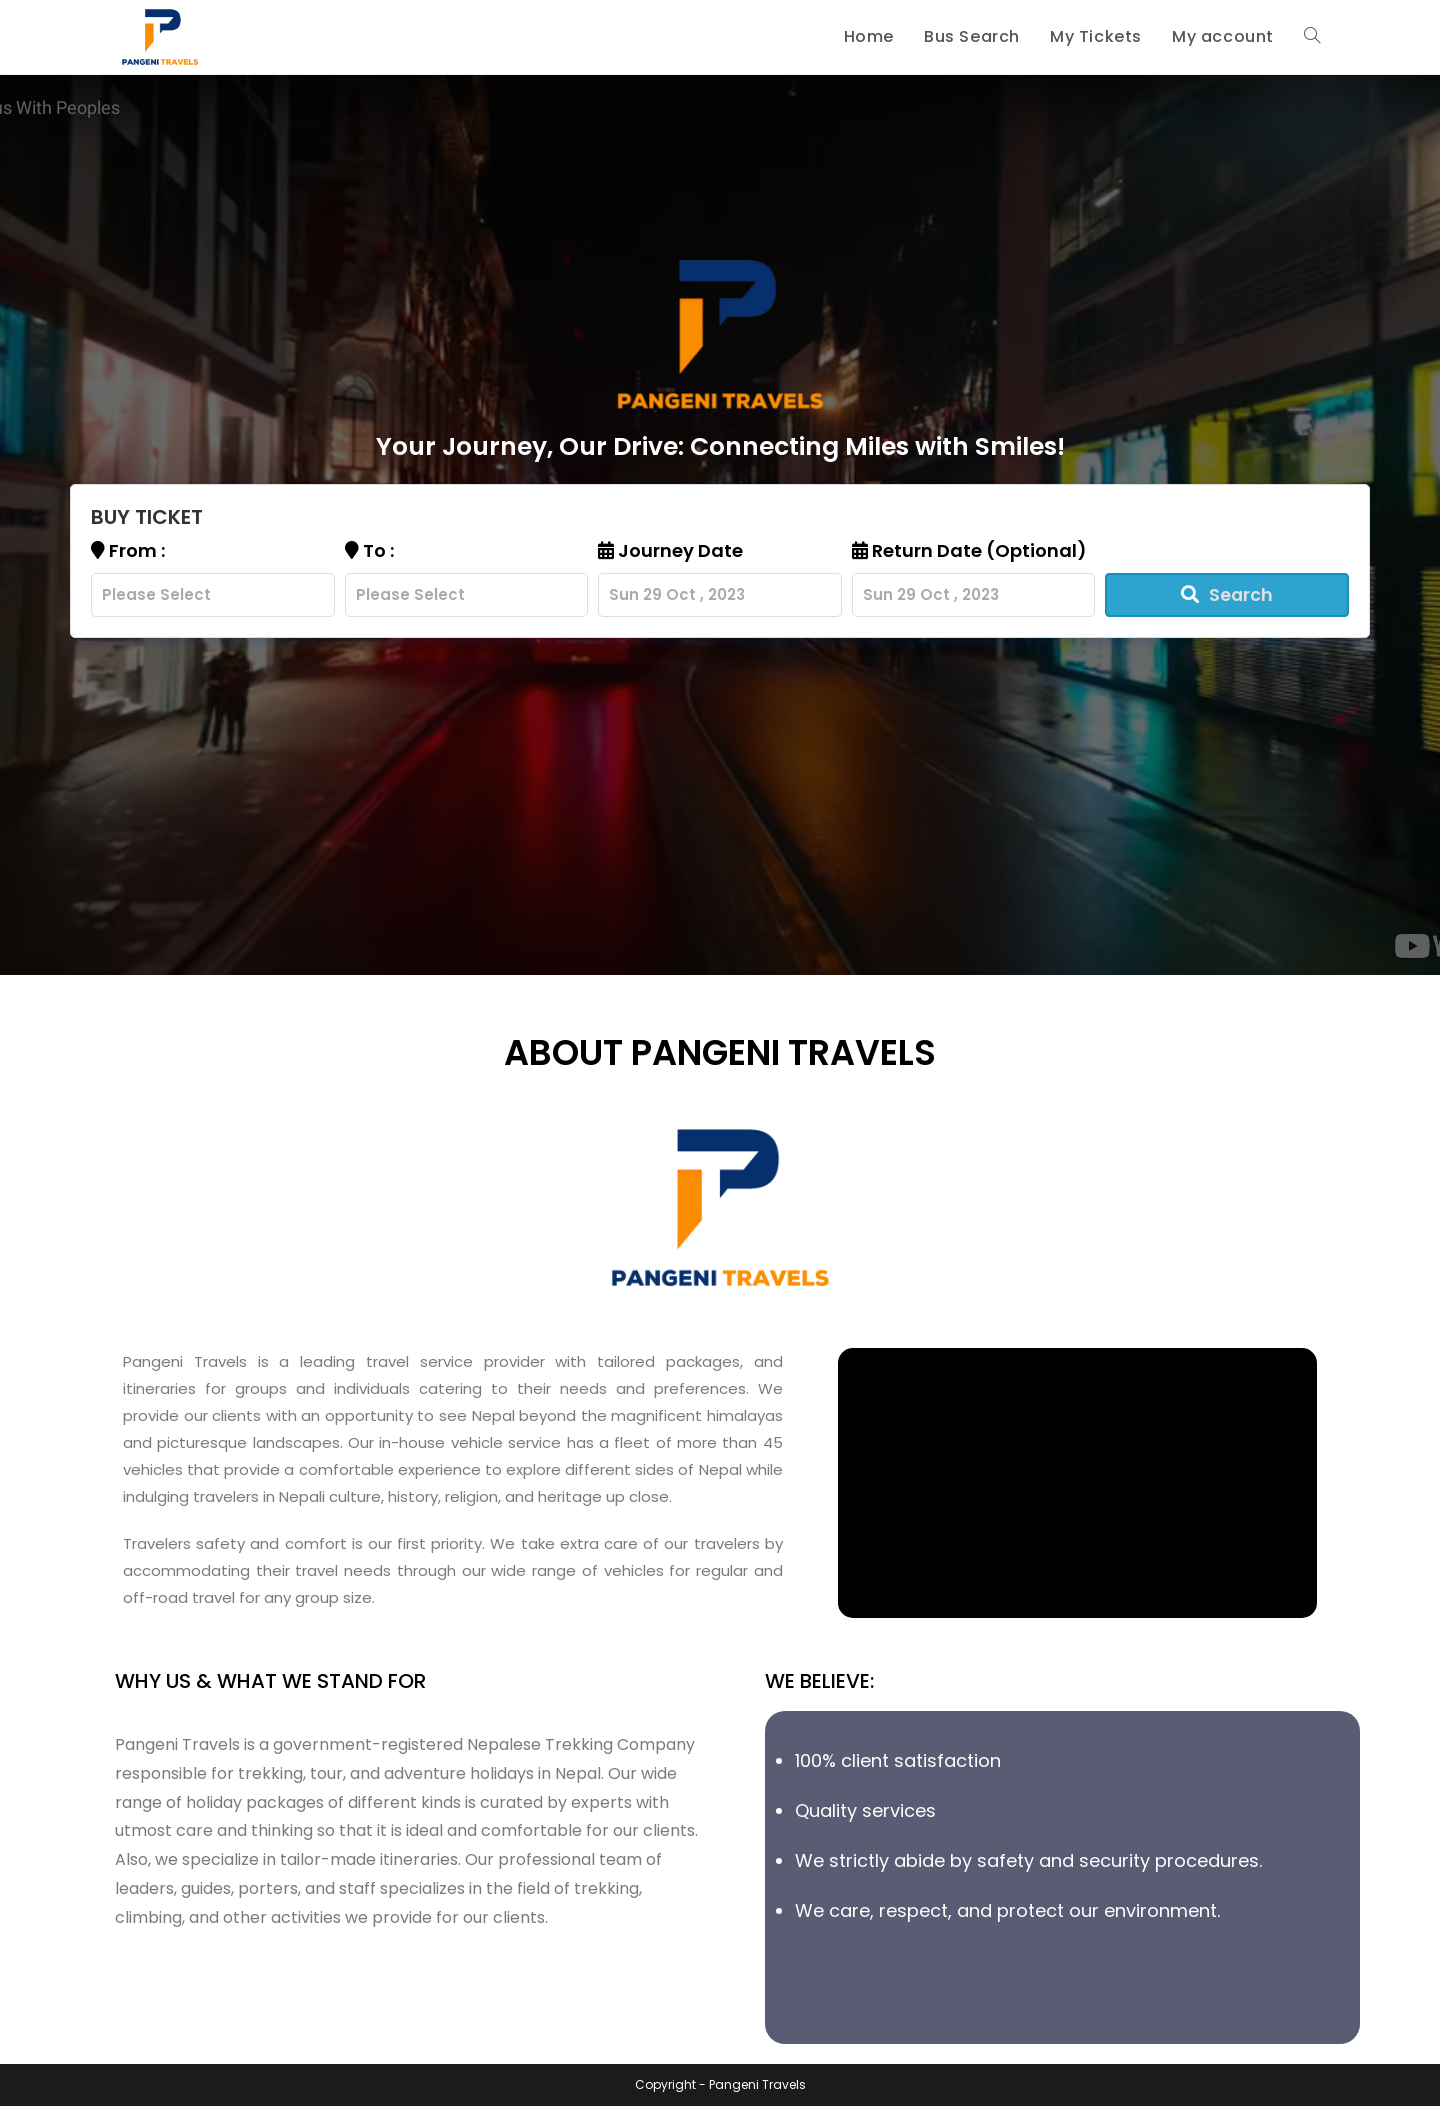 PANGENI TRAVELS
Home
Bus Search
My Tickets
My account
With Peoples
PANGENI TRAVELS
Your Journey, Our Drive: Connecting Miles with Smiles!
BUY TICKET
From :
To :
Journey Date
Return Date (Optional)
Please Select
Please Select
Sun 29 Oct , 2023
Sun 29 Oct , 2023
Search
ABOUT PANGENI TRAVELS
PANGENI TRAVELS
Pangeni Travels is a leading travel service provider with tailored packages, and
itineraries for groups and individuals catering to their needs and preferences. We
provide our clients with an opportunity to see Nepal beyond the magnificent himalayas
and picturesque landscapes. Our in-house vehicle service has a fleet of more than 45
vehicles that provide a comfortable experience to explore different sides of Nepal while
indulging travelers in Nepali culture, history, religion, and heritage up close.
Travelers safety and comfort is our first priority. We take extra care of our travelers by
accommodating their travel needs through our wide range of vehicles for regular and
off-road travel for any group size.
WHY US & WHAT WE STAND FOR
Pangeni Travels is a government-registered Nepalese Trekking Company
responsible for trekking, tour, and adventure holidays in Nepal. Our wide
range of holiday packages of different kinds is curated by experts with
utmost care and thinking so that it is ideal and comfortable for our clients.
Also, we specialize in tailor-made itineraries. Our professional team of
leaders, guides, porters, and staff specializes in the field of trekking,
climbing, and other activities we provide for our clients.
WE BELIEVE:
• 100% client satisfaction
• Quality services
• We strictly abide by safety and security procedures.
• We care, respect, and protect our environment.
Copyright - Pangeni Travels